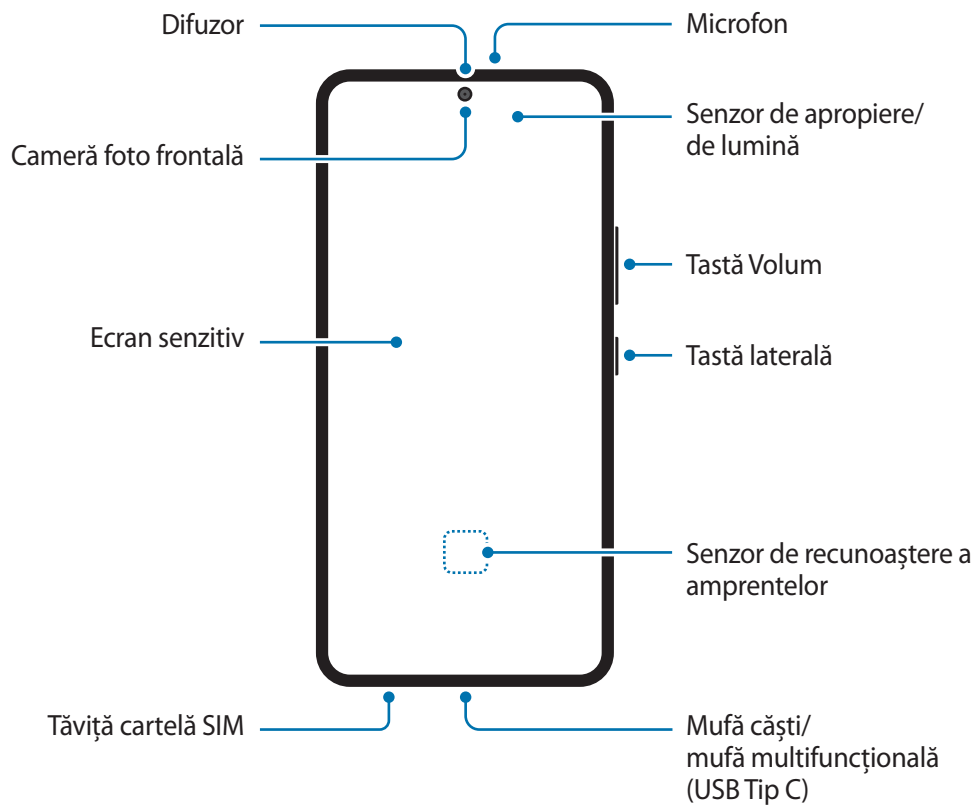 Difuzor
Microfon
Senzor de apropiere/
de lumină
Cameră foto frontală
Tastă Volum
Ecran senzitiv
Tastă laterală
Senzor de recunoaștere a
amprentelor
Tăviță cartelă SIM
Mufă căști/
mufă multifuncțională
(USB Tip C)